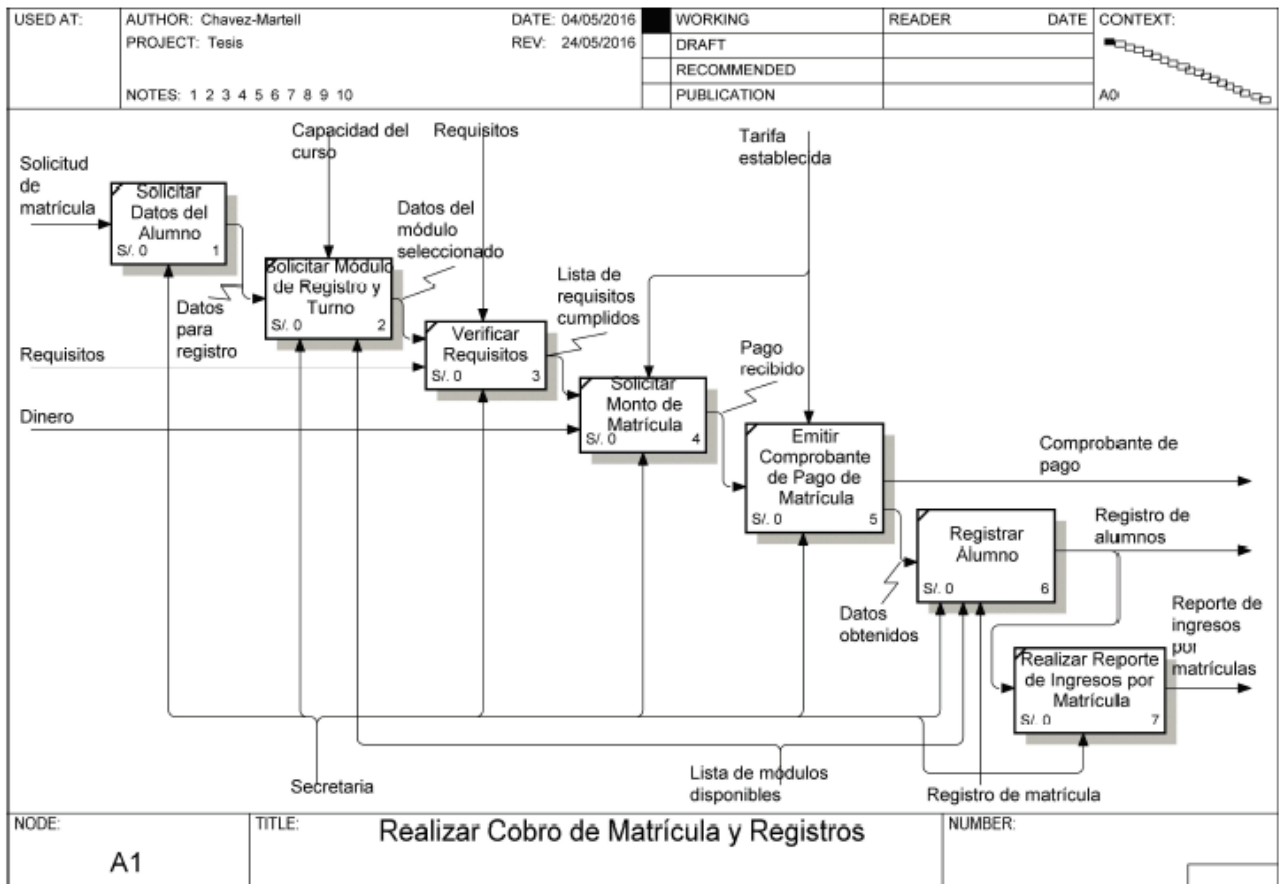 USED AT:
AUTHOR: Chavez-Martell
DATE: 04/05/2016
PROJECT: Tesis
REV: 24/05/2016
NOTES: 1 2 3 4 5 6 7 8 9 10
WORKING
DRAFT
RECOMMENDED
PUBLICATION
READER
DATE
CONTEXT:
A0
Capacidad del
curso
Requisitos
Tarifa
establecida
Solicitud
de
matrícula
Solicitar
Datos del
Alumno
S/. 0 1
Datos del
módulo
seleccionado
Solicitar Módulo
de Registro y
Turno
S/. 0 2
Datos
para
registro
Lista de
requisitos
cumplidos
Verificar
Requisitos
S/. 0 3
Requisitos
Pago
recibido
Solicitar
Monto de
Matrícula
S/. 0 4
Dinero
Emitir
Comprobante
de Pago de
Matrícula
S/. 0 5
Comprobante de
pago
Registrar
Alumno
S/. 0 6
Registro de
alumnos
Datos
obtenidos
Reporte de
ingresos
por
matrículas
Realizar Reporte
de Ingresos por
Matrícula
S/. 0 7
Secretaria
Lista de módulos
disponibles
Registro de matrícula
NODE:
A1
TITLE:
Realizar Cobro de Matrícula y Registros
NUMBER: